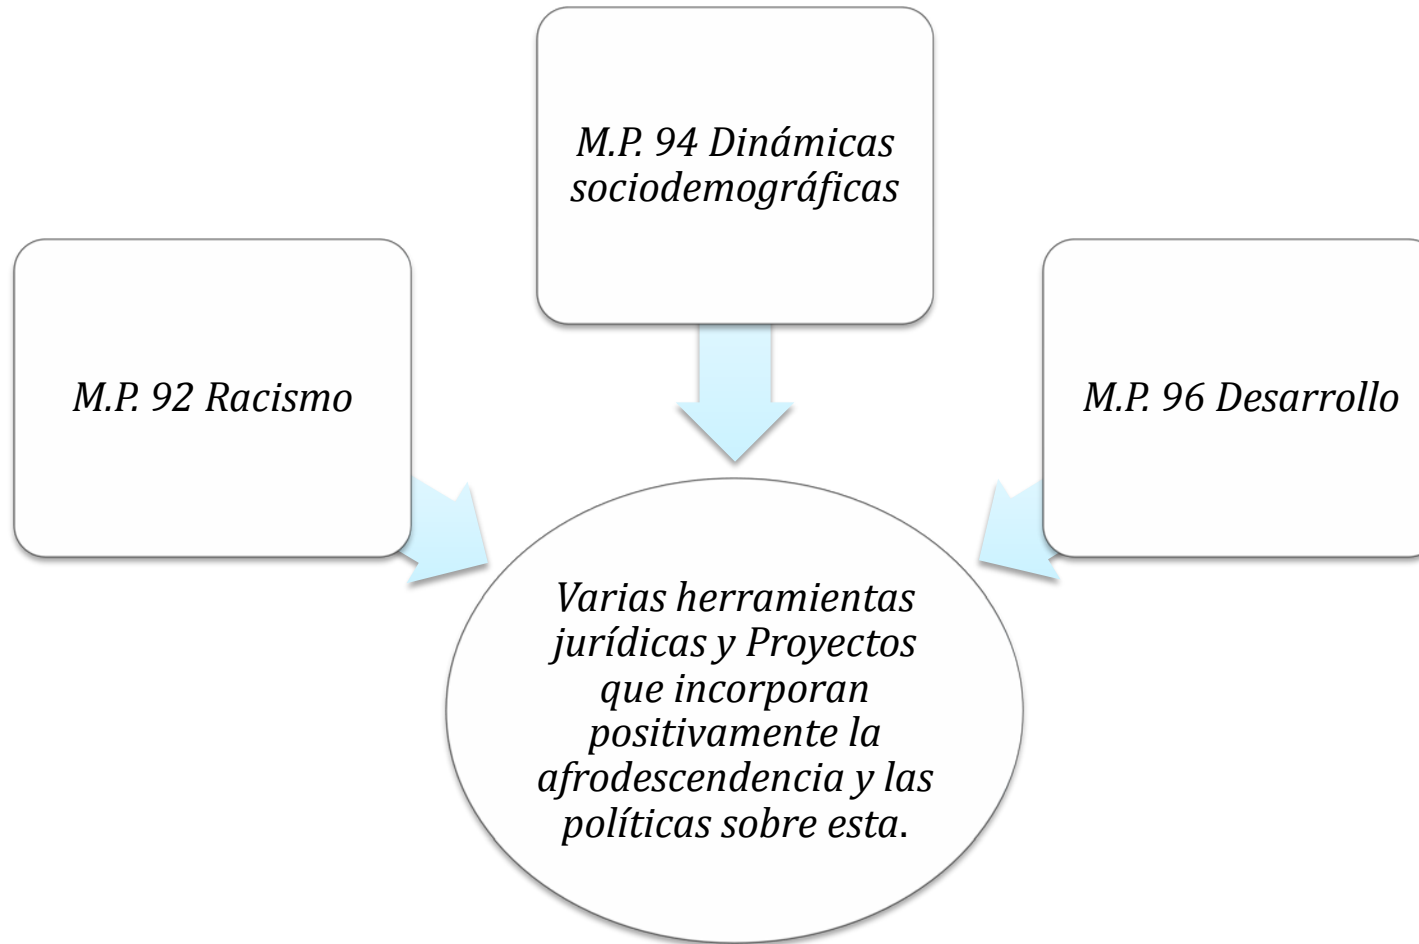 M.P. 94 Dinámicas
sociodemográficas
M.P. 92 Racismo
M.P. 96 Desarrollo
Varias herramientas
jurídicas y Proyectos
que incorporan
positivamente la
afrodescendencia y las
políticas sobre esta.